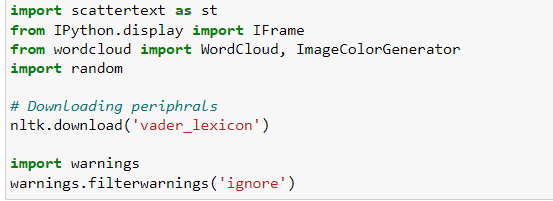 import scattertext as st
from IPython.display import IFrame
from wordcloud import WordCloud, ImageColorGenerator
import random
# Downloading periphrals
nltk.download('vader_lexicon')
import warnings
warnings.filterwarnings('ignore')